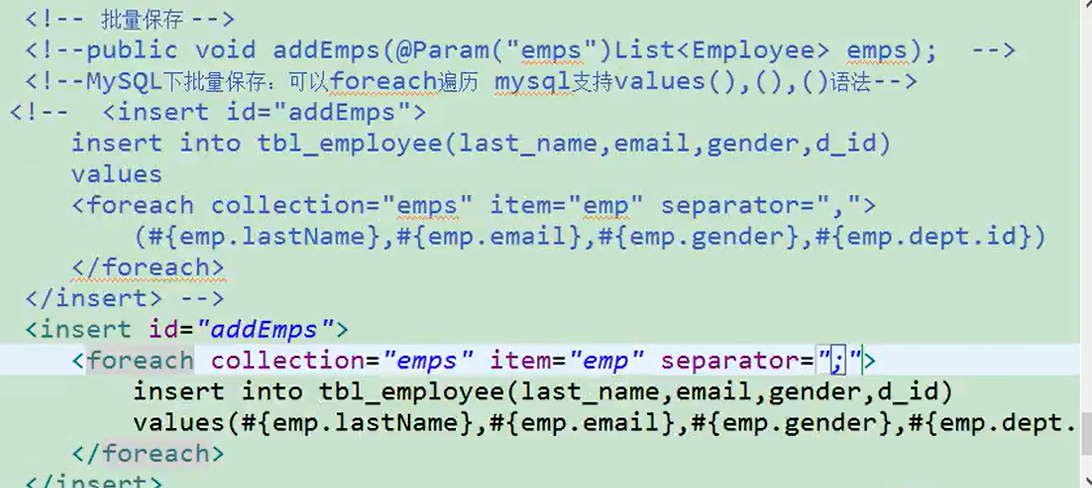 <!-- 批量保存 -->
<!--public void addEmps(@Param("emps")List<Employee> emps);  -->
<!--MySQL下批量保存：可以foreach遍历 mysql支持values(),(),()语法-->
<!--  <insert id="addEmps">
insert into tbl_employee(last_name,email,gender,d_id)
values
<foreach collection="emps" item="emp" separator=",">
(#{emp.lastName},#{emp.email},#{emp.gender},#{emp.dept.id})
</foreach>
</insert> -->
<insert id="addEmps">
<foreach collection="emps" item="emp" separator=";">
insert into tbl_employee(last_name,email,gender,d_id)
values(#{emp.lastName},#{emp.email},#{emp.gender},#{emp.dept.
</foreach>
</insert>